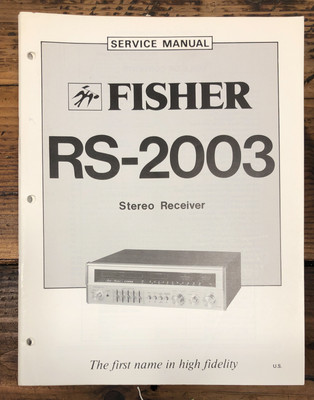 SERVICE MANUAL
FISHER
RS-2003
Stereo Receiver
The first name in high fidelity
U.S.